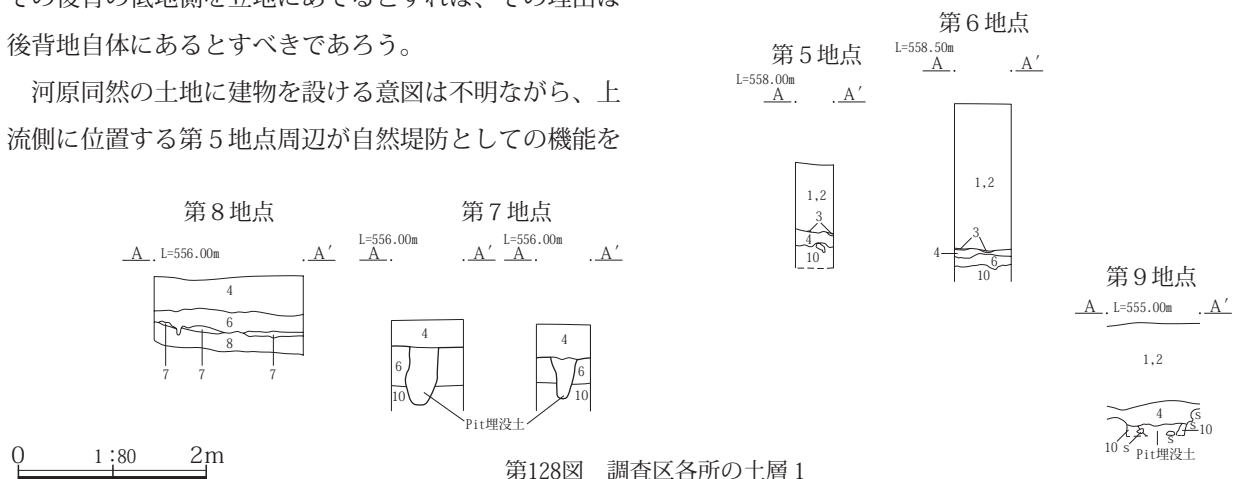 その後背の低地側を立地にあてるとすれば、その理由は
後背地自体にあるとすべきであろう。
　河原同然の土地に建物を設ける意図は不明ながら、上
流側に位置する第５地点周辺が自然堤防としての機能を
第５地点
L=558.00m
A . . A′
1,2
3
4
10
第６地点
L=558.50m
A . . A′
1,2
3
4
6
10
第８地点
A . L=556.00m . A′
4
6
8
7 7 7
第７地点
L=556.00m
A . . A′
4
6
10
L=556.00m
A . . A′
4
6
10
Pit埋没土
第９地点
A . L=555.00m . A′
1,2
4
S
S
10
10 S S
Pit埋没土
0 1:80 2m
第128図　調査区各所の土層１